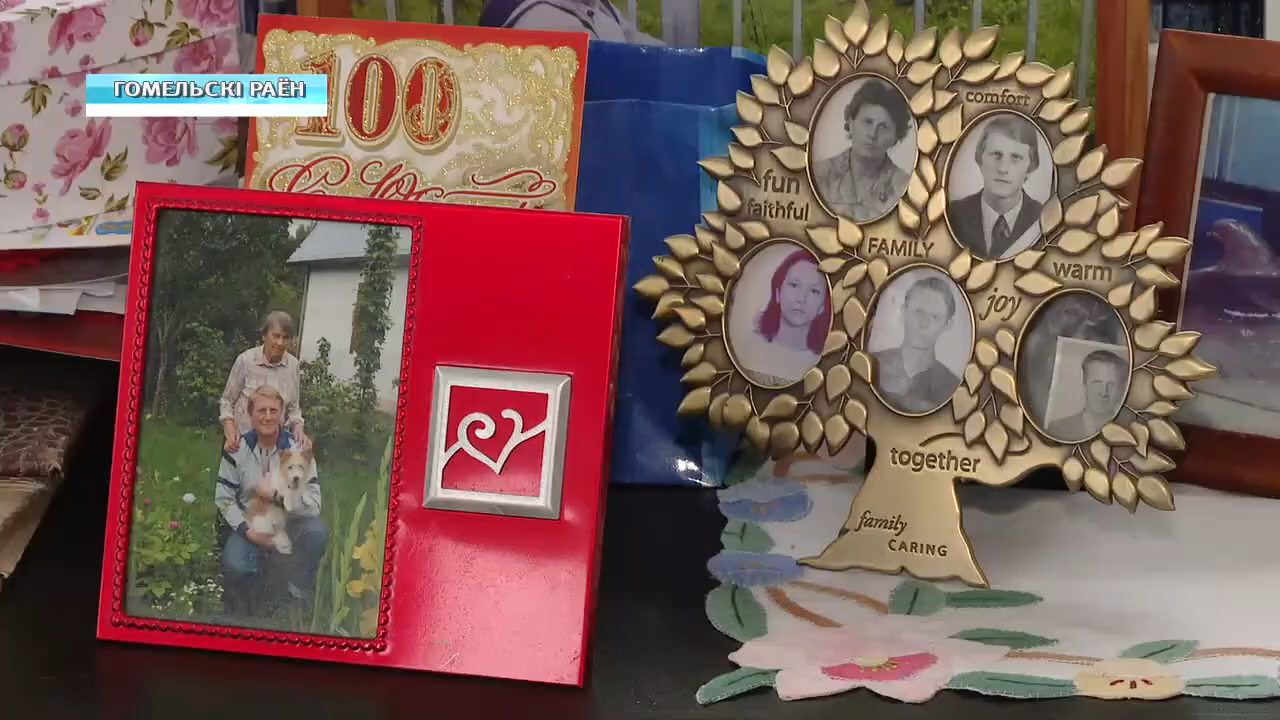 ГОМЕЛЬСКІ РАЁН
100
comfort
fun
faithful
FAMILY
warm
joy
together
family
CARING